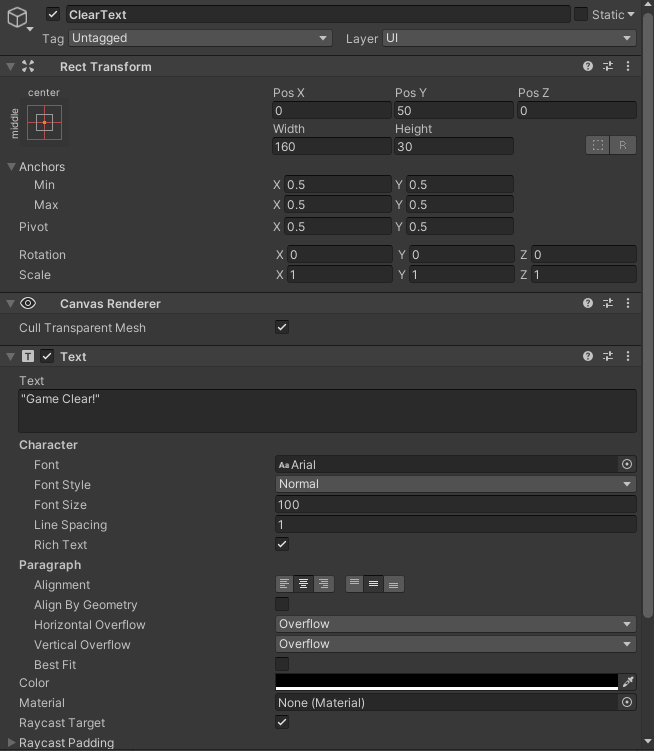 ClearText Static
Tag Untagged Layer UI
Rect Transform
center
middle
Pos X Pos Y Pos Z
0 50 0
Width Height
160 30
R
Anchors
Min X 0.5 Y 0.5
Max X 0.5 Y 0.5
Pivot X 0.5 Y 0.5
Rotation X 0 Y 0 Z 0
Scale X 1 Y 1 Z 1
Canvas Renderer
Cull Transparent Mesh
T Text
Text
"Game Clear!"
Character
Font Aa Arial
Font Style Normal
Font Size 100
Line Spacing 1
Rich Text
Paragraph
Alignment
Align By Geometry
Horizontal Overflow Overflow
Vertical Overflow Overflow
Best Fit
Color
Material None (Material)
Raycast Target
Raycast Padding